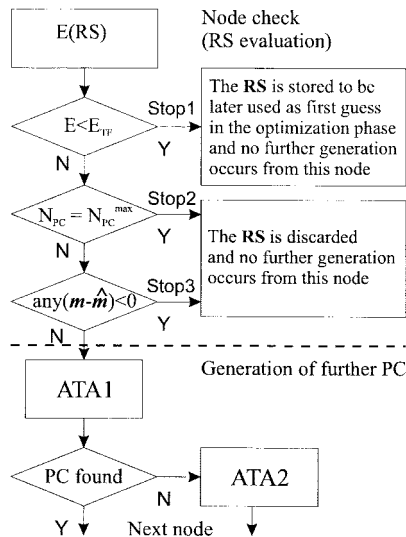 Node check
(RS evaluation)
E(RS)
E<E_TF
Stop1
N
Y
The RS is stored to be
later used as first guess
in the optimization phase
and no further generation
occurs from this node
N_PC = N_PC^max
Stop2
N
Y
The RS is discarded
and no further generation
occurs from this node
any(m-m̂)<0
Stop3
N
Y
Generation of further PC
ATA1
PC found
N
ATA2
Y
Next node